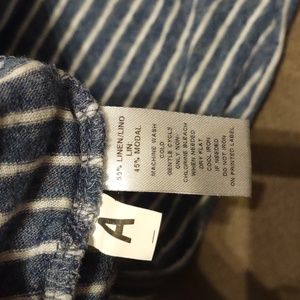 55% LINEN/LINO
LIN
45% MODAL
MACHINE WASH
COLD
GENTLE CYCLE
ONLY NON-
CHLORINE BLEACH
WHEN NEEDED
DRY FLAT
COOL IRON
IF NEEDED
DO NOT IRON
ON PRINTED LABEL
A